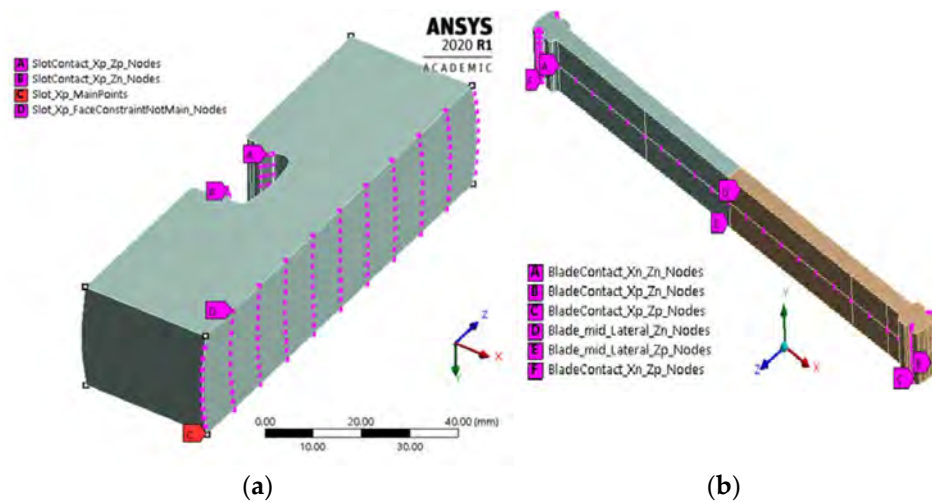 ANSYS
2020 R1
ACADEMIC
A SlotContact_Xp_Zp_Nodes
B SlotContact_Xp_Zn_Nodes
C Slot_Xp_MainPoints
D Slot_Xp_FaceConstraintNotMain_Nodes
A
B
D
C
Z
X
Y
0.00 20.00 40.00 (mm)
10.00 30.00
(a)
A
D
E
A BladeContact_Xn_Zn_Nodes
B BladeContact_Xp_Zn_Nodes
C BladeContact_Xp_Zp_Nodes
D Blade_mid_Lateral_Zn_Nodes
E Blade_mid_Lateral_Zp_Nodes
F BladeContact_Xn_Zp_Nodes
Y
Z
X
C
B
(b)